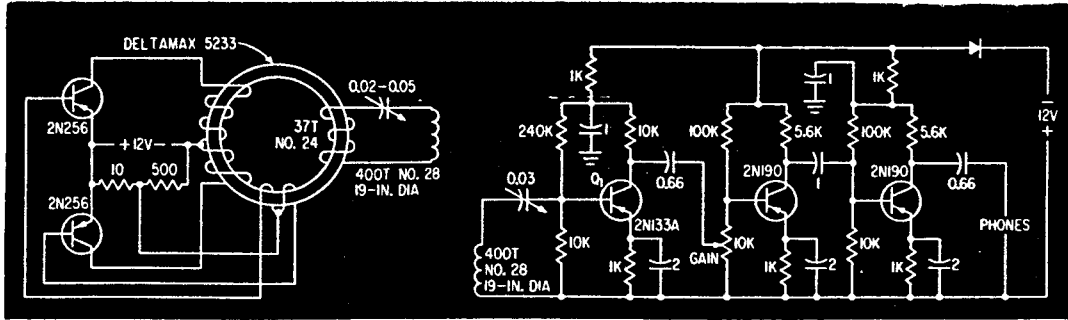 DELTAMAX 5233
2N256
+12V-
10
500
2N256
37T
NO. 24
0.02-0.05
400T NO. 28
19-IN. DIA
1K
240K
1
10K
0.03
Q1
2N133A
0.66
10K
1K
2
400T
NO. 28
19-IN. DIA
GAIN
100K
5.6K
2N190
1
10K
1K
2
1
1K
100K
5.6K
2N190
0.66
10K
1K
2
PHONES
-
12V
+